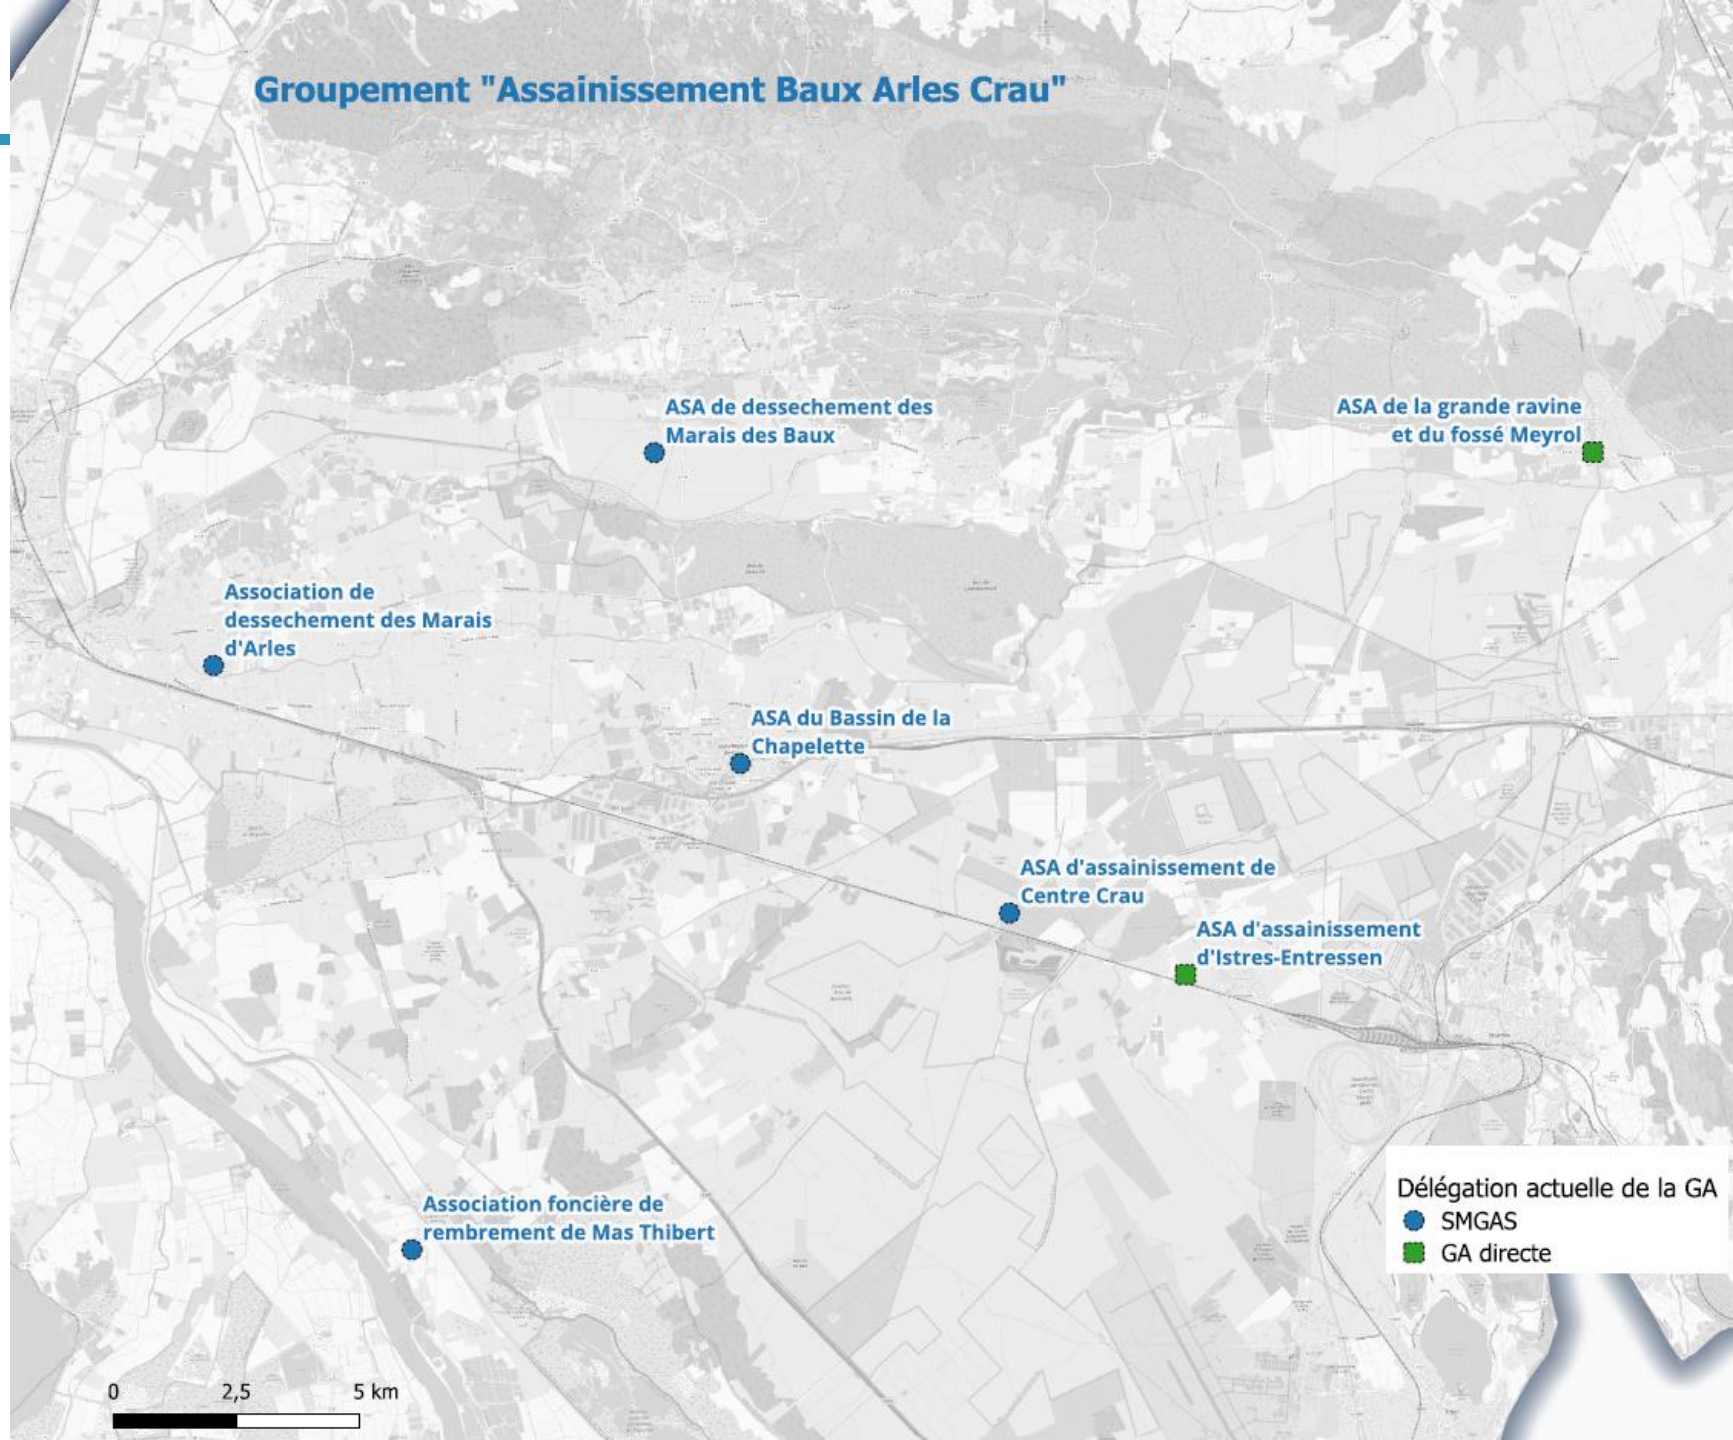 Groupement "Assainissement Baux Arles Crau"
ASA de dessechement des
Marais des Baux
ASA de la grande ravine
et du fossé Meyrol
Association de
dessechement des Marais
d'Arles
ASA du Bassin de la
Chapelette
ASA d'assainissement de
Centre Crau
ASA d'assainissement
d'Istres-Entressen
Association foncière de
rembrement de Mas Thibert
Délégation actuelle de la GA
SMGAS
GA directe
0 2,5 5 km